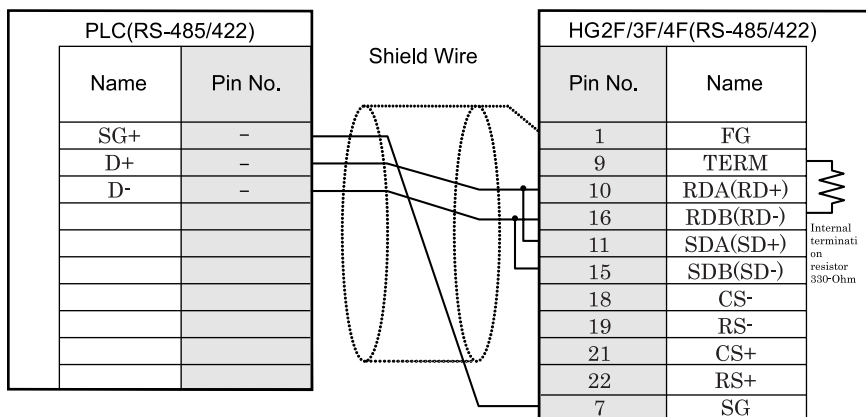 PLC(RS-485/422)
Name Pin No.
SG+ -
D+ -
D- -
Shield Wire
HG2F/3F/4F(RS-485/422)
Pin No. Name
1 FG
9 TERM
10 RDA(RD+)
16 RDB(RD-)
11 SDA(SD+)
15 SDB(SD-)
18 CS-
19 RS-
21 CS+
22 RS+
7 SG
Internal
terminati
on
resistor
330-Ohm